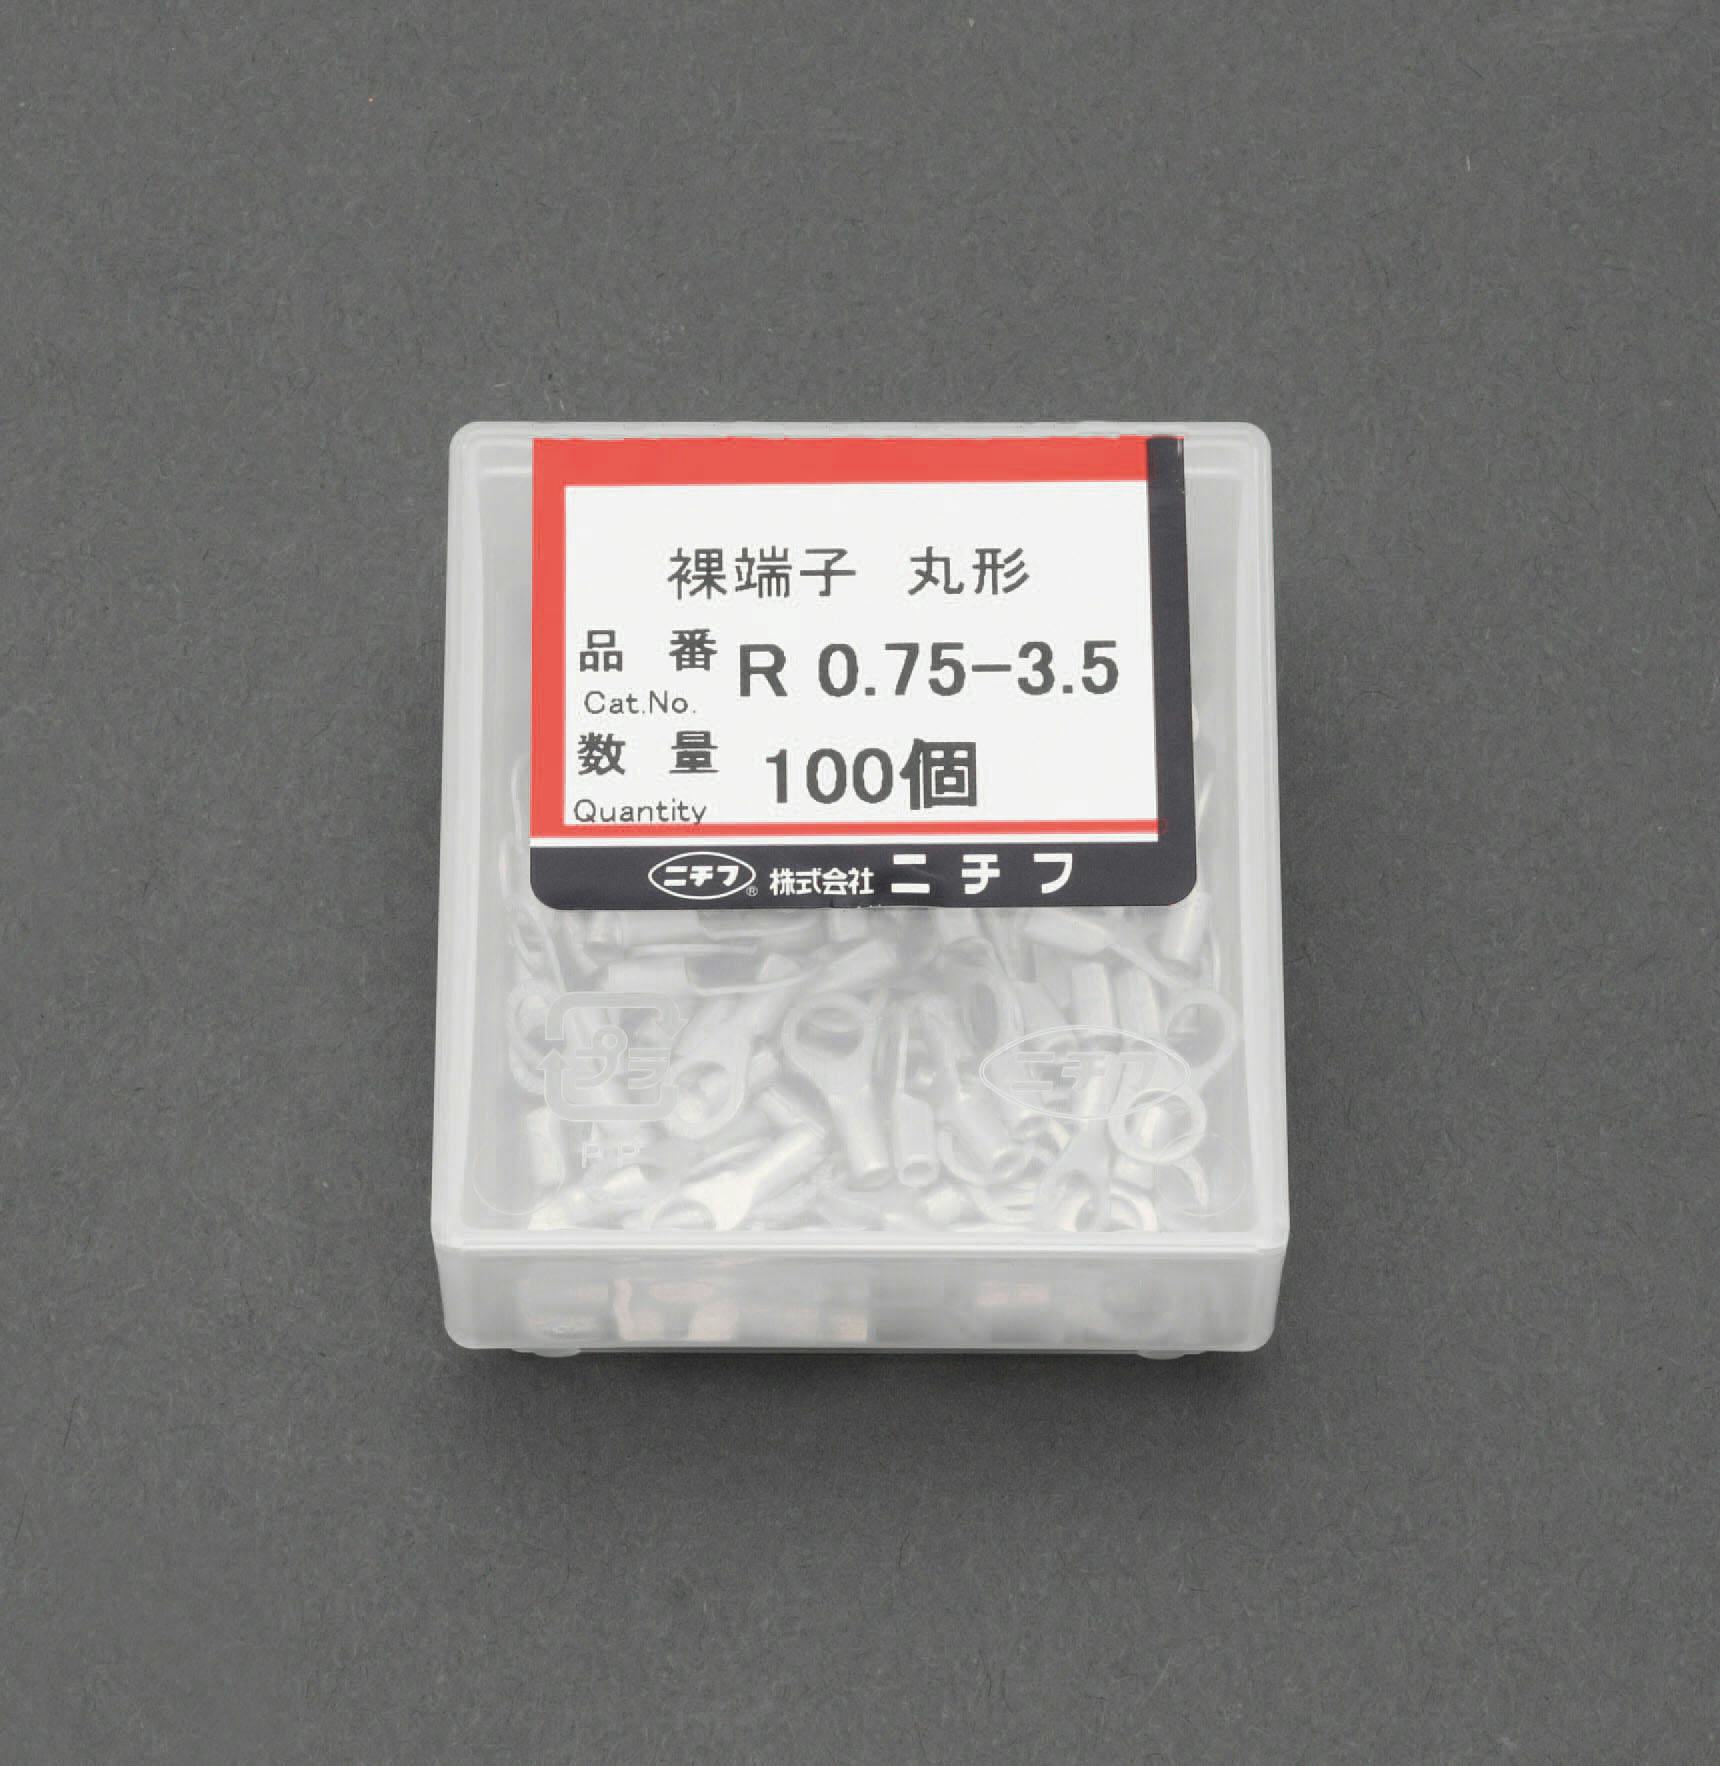 裸端子 丸形
品番 R 0.75-3.5
Cat.No.
数量 100個
Quantity
ニチフ® 株式会社 ニチフ
プラ
ニチフ
PP